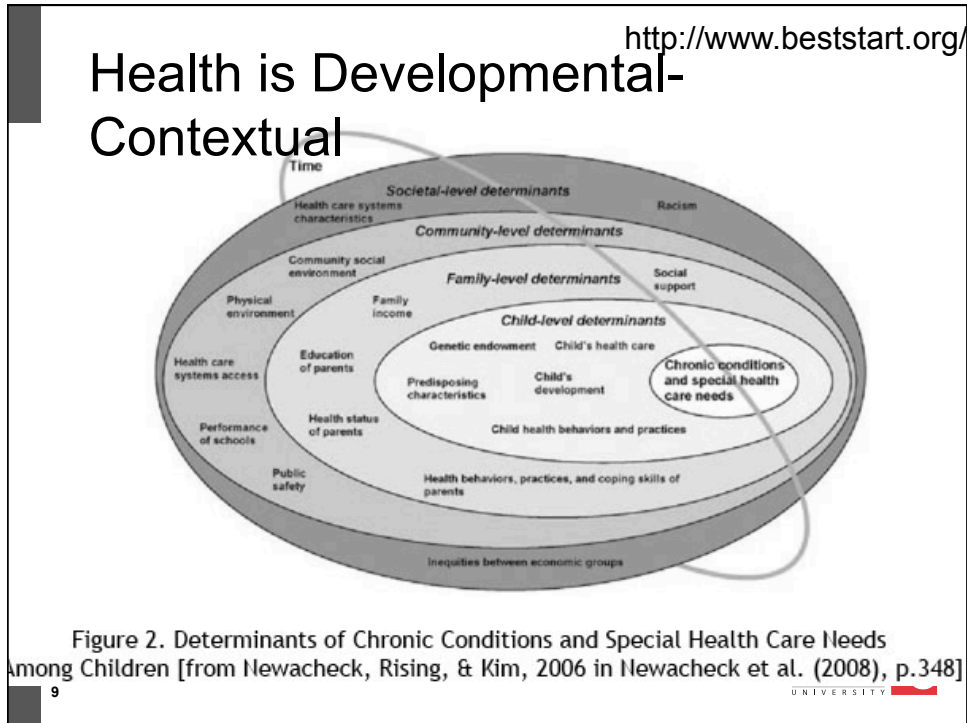 http://www.beststart.org/
Health is Developmental-
Contextual
Time
Societal-level determinants
Health care systems
characteristics
Racism
Community-level determinants
Community social
environment
Family-level determinants
Social
support
Physical
environment
Family
income
Child-level determinants
Genetic endowment
Child's health care
Health care
systems access
Education
of parents
Chronic conditions
and special health
care needs
Predisposing
characteristics
Child's
development
Performance
of schools
Health status
of parents
Child health behaviors and practices
Public
safety
Health behaviors, practices, and coping skills of
parents
Inequities between economic groups
Figure 2. Determinants of Chronic Conditions and Special Health Care Needs
Among Children [from Newacheck, Rising, & Kim, 2006 in Newacheck et al. (2008), p.348]
9
UNIVERSITY